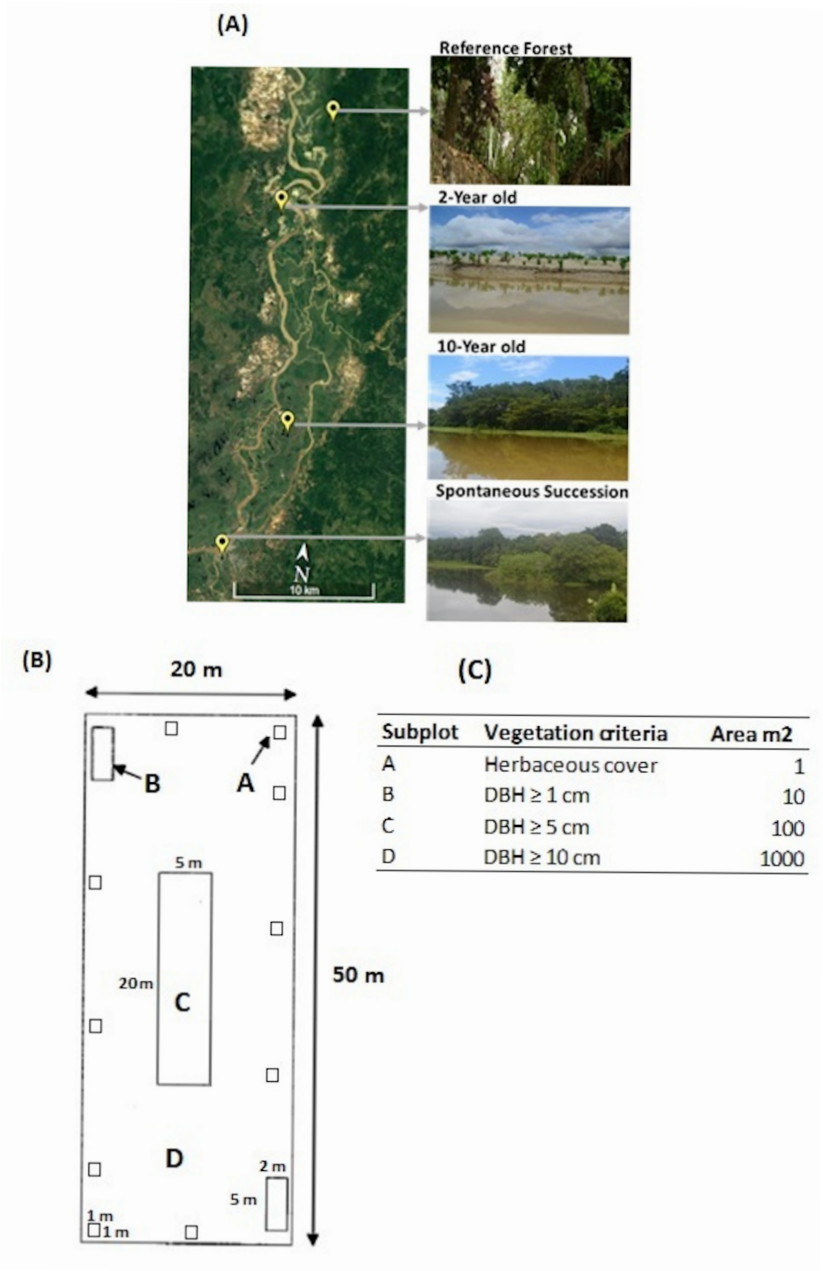 (A)
Reference Forest
2-Year old
10-Year old
Spontaneous Succession
N
10 km
(B)
20 m
(C)
B
A
5 m
20 m
C
50 m
D
2 m
5 m
1 m
1 m
Subplot Vegetation criteria Area m2
A Herbaceous cover 1
B DBH ≥ 1 cm 10
C DBH ≥ 5 cm 100
D DBH ≥ 10 cm 1000